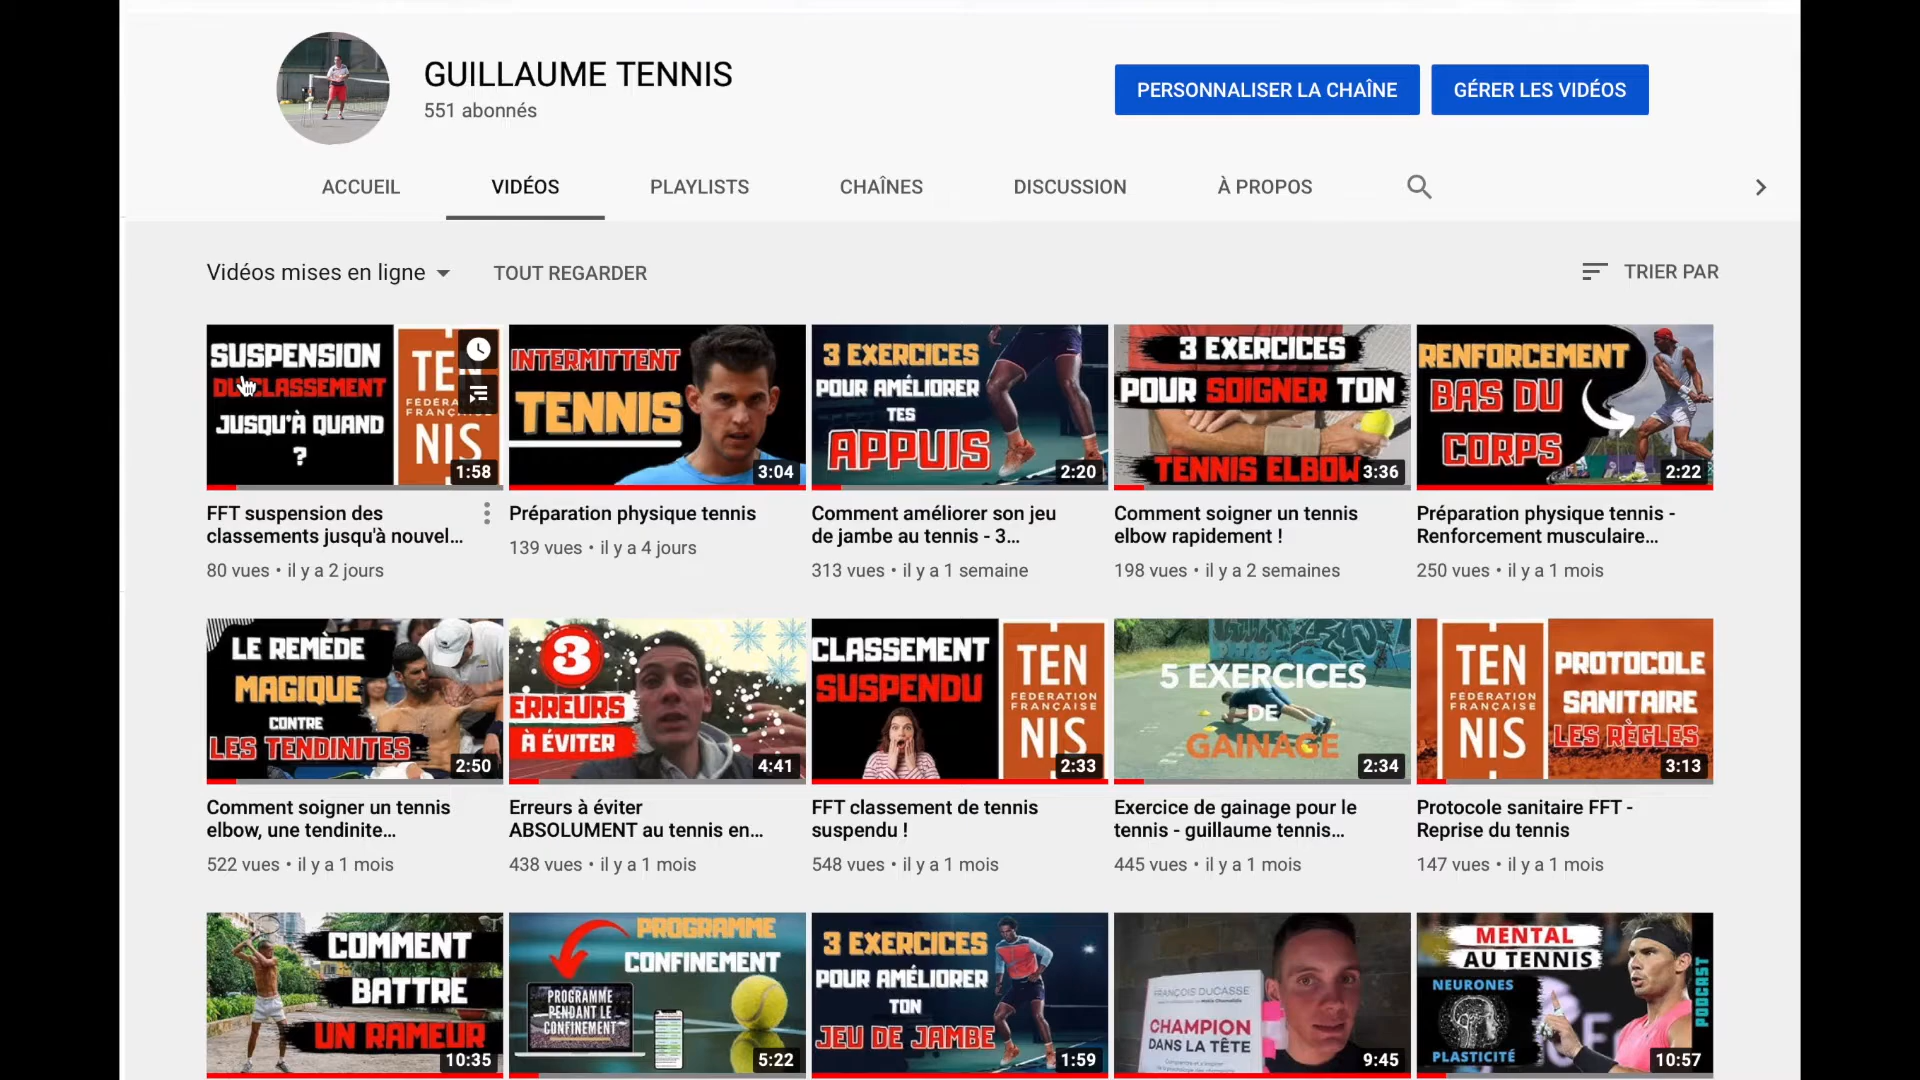 GUILLAUME TENNIS
551 abonnés
PERSONNALISER LA CHAÎNE
GÉRER LES VIDÉOS
ACCUEIL
VIDÉOS
PLAYLISTS
CHAÎNES
DISCUSSION
À PROPOS
Vidéos mises en ligne
TOUT REGARDER
TRIER PAR
SUSPENSION
DU CLASSEMENT
JUSQU'À QUAND
?
NIS
1:58
FFT suspension des
classements jusqu'à nouvel...
80 vues • il y a 2 jours
INTERMITTENT
TENNIS
3:04
Préparation physique tennis
139 vues • il y a 4 jours
3 EXERCICES
POUR AMÉLIORER
TES
APPUIS
2:20
Comment améliorer son jeu
de jambe au tennis - 3...
313 vues • il y a 1 semaine
3 EXERCICES
POUR SOIGNER TON
TENNIS ELBOW
3:36
Comment soigner un tennis
elbow rapidement !
198 vues • il y a 2 semaines
RENFORCEMENT
BAS DU
CORPS
2:22
Préparation physique tennis -
Renforcement musculaire...
250 vues • il y a 1 mois
LE REMÈDE
MAGIQUE
CONTRE
LES TENDINITES
2:50
Comment soigner un tennis
elbow, une tendinite...
522 vues • il y a 1 mois
3
ERREURS
À ÉVITER
4:41
Erreurs à éviter
ABSOLUMENT au tennis en...
438 vues • il y a 1 mois
CLASSEMENT
SUSPENDU
TEN
FÉDÉRATION
FRANÇAISE
NIS
2:33
FFT classement de tennis
suspendu !
548 vues • il y a 1 mois
5 EXERCICES
DE
GAINAGE
2:34
Exercice de gainage pour le
tennis - guillaume tennis...
445 vues • il y a 1 mois
TEN
FÉDÉRATION
FRANÇAISE
NIS
PROTOCOLE
SANITAIRE
LES RÈGLES
3:13
Protocole sanitaire FFT -
Reprise du tennis
147 vues • il y a 1 mois
COMMENT
BATTRE
UN RAMEUR
10:35
PROGRAMME
CONFINEMENT
PROGRAMME
PENDANT LE
CONFINEMENT
5:22
3 EXERCICES
POUR AMÉLIORER
TON
JEU DE JAMBE
1:59
FRANÇOIS DUCASSE
CHAMPION
DANS LA TÊTE
9:45
MENTAL
AU TENNIS
NEURONES
PLASTICITÉ
PODCAST
10:57